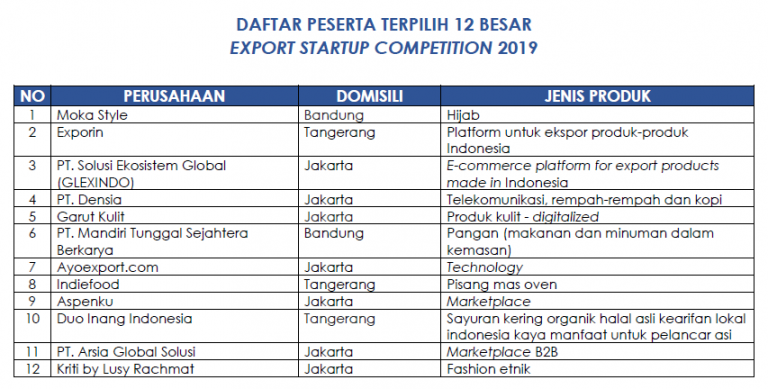 DAFTAR PESERTA TERPILIH 12 BESAR
EXPORT STARTUP COMPETITION 2019
NO PERUSAHAAN DOMISILI JENIS PRODUK
1 Moka Style Bandung Hijab
2 Exporin Tangerang Platform untuk ekspor produk-produk
Indonesia
3 PT. Solusi Ekosistem Global Jakarta E-commerce platform for export products
(GLEXINDO) made in Indonesia
4 PT. Densia Jakarta Telekomunikasi, rempah-rempah dan kopi
5 Garut Kulit Jakarta Produk kulit - digitalized
6 PT. Mandiri Tunggal Sejahtera Bandung Pangan (makanan dan minuman dalam
Berkarya kemasan)
7 Ayoexport.com Jakarta Technology
8 Indiefood Tangerang Pisang mas oven
9 Aspenku Jakarta Marketplace
10 Duo Inang Indonesia Tangerang Sayuran kering organik halal asli kearifan lokal
indonesia kaya manfaat untuk pelancar asi
11 PT. Arsia Global Solusi Jakarta Marketplace B2B
12 Kriti by Lusy Rachmat Jakarta Fashion etnik